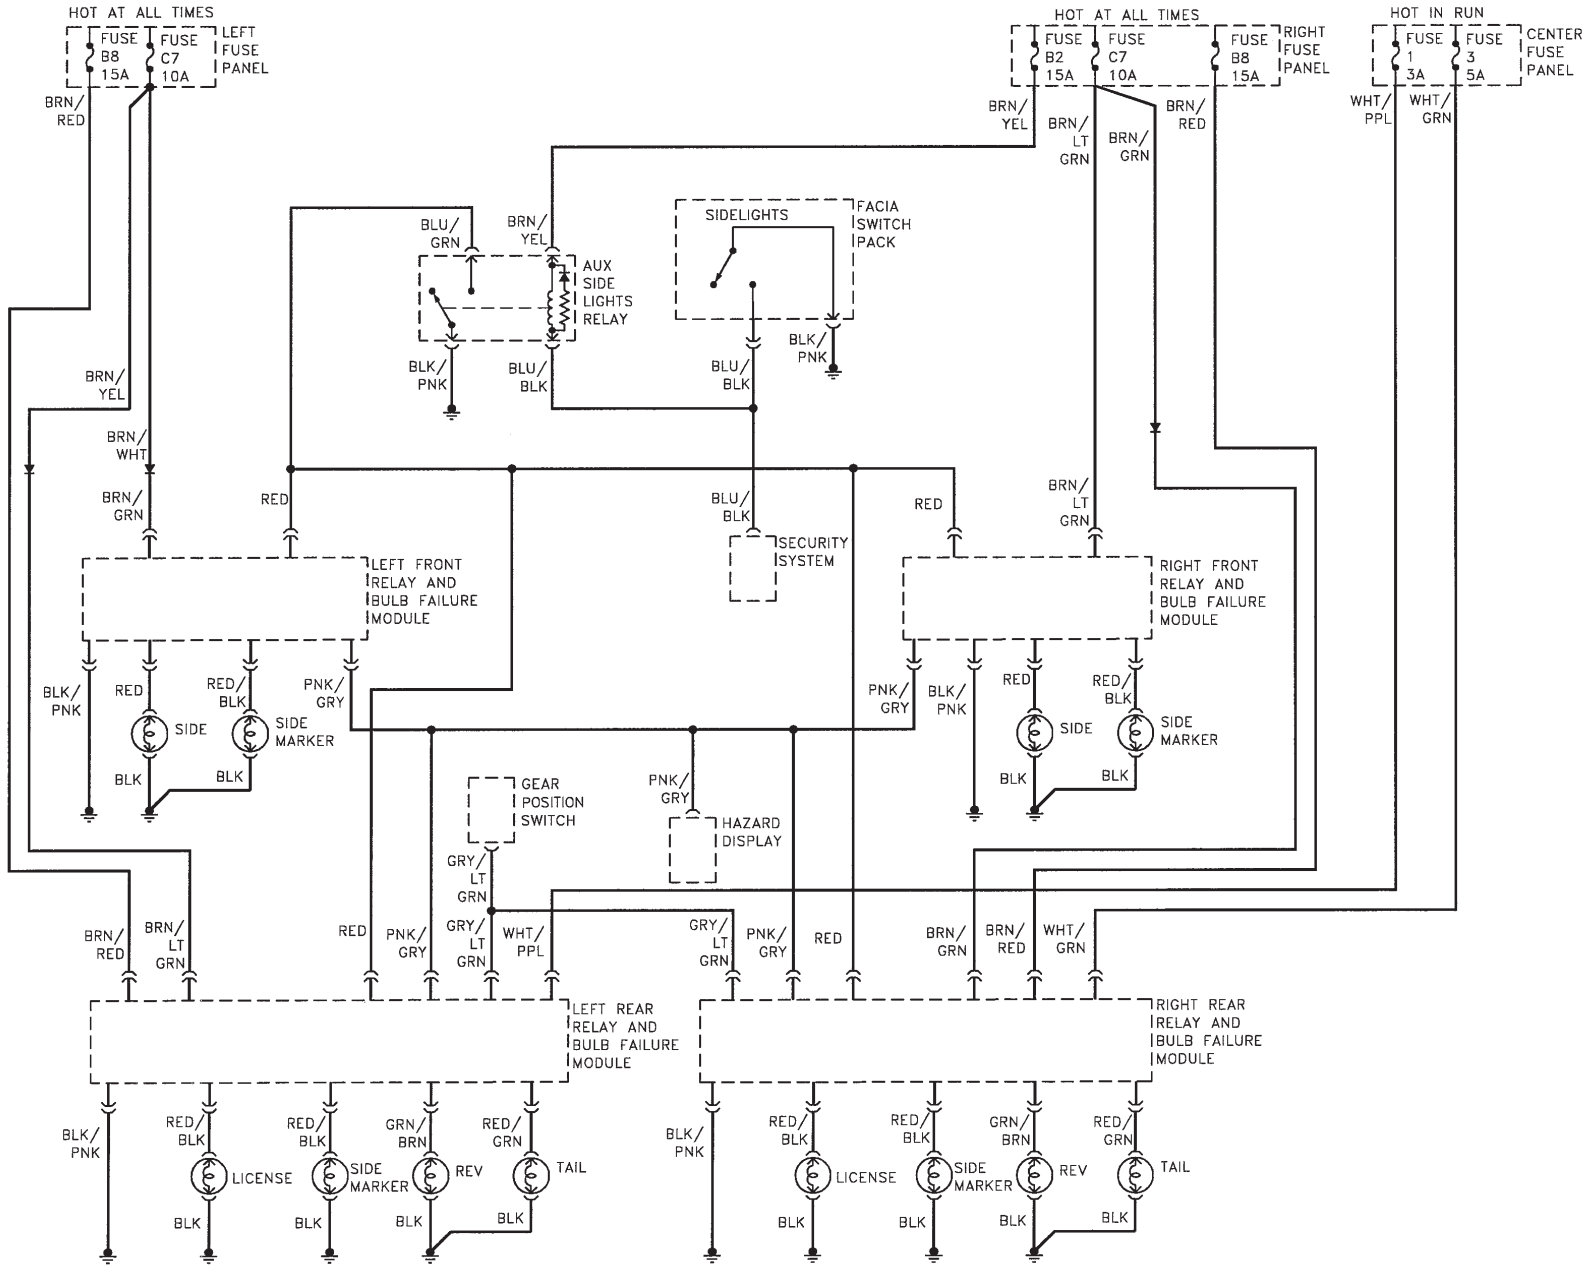 HOT AT ALL TIMES
FUSE
B8
15A
FUSE
C7
10A
LEFT
FUSE
PANEL
HOT AT ALL TIMES
FUSE
B2
15A
FUSE
C7
10A
FUSE
B8
15A
RIGHT
FUSE
PANEL
HOT IN RUN
FUSE
1
3A
FUSE
3
5A
CENTER
FUSE
PANEL
BRN/
RED
BRN/
YEL
BRN/
LT
GRN
BRN/
GRN
BRN/
RED
WHT/
PPL
WHT/
GRN
BLU/
GRN
BRN/
YEL
AUX
SIDE
LIGHTS
RELAY
SIDELIGHTS
FACIA
SWITCH
PACK
BLK/
PNK
BLK/
PNK
BLU/
BLK
BLU/
BLK
BRN/
YEL
BRN/
WHT
BRN/
GRN
RED
BLU/
BLK
SECURITY
SYSTEM
RED
BRN/
LT
GRN
LEFT FRONT
RELAY AND
BULB FAILURE
MODULE
RIGHT FRONT
RELAY AND
BULB FAILURE
MODULE
BLK/
PNK
RED
RED/
BLK
PNK/
GRY
SIDE
SIDE
MARKER
BLK
BLK
PNK/
GRY
BLK/
PNK
RED
RED/
BLK
SIDE
SIDE
MARKER
BLK
BLK
GEAR
POSITION
SWITCH
PNK/
GRY
HAZARD
DISPLAY
GRY/
LT
GRN
BRN/
RED
BRN/
LT
GRN
RED
PNK/
GRY
GRY/
LT
GRN
WHT/
PPL
GRY/
LT
GRN
PNK/
GRY
RED
BRN/
GRN
BRN/
RED
WHT/
GRN
LEFT REAR
RELAY AND
BULB FAILURE
MODULE
RIGHT REAR
RELAY AND
BULB FAILURE
MODULE
BLK/
PNK
RED/
BLK
RED/
BLK
GRN/
BRN
RED/
GRN
LICENSE
SIDE
MARKER
REV
TAIL
BLK
BLK
BLK
BLK
BLK/
PNK
RED/
BLK
RED/
BLK
GRN/
BRN
RED/
GRN
LICENSE
SIDE
MARKER
REV
TAIL
BLK
BLK
BLK
BLK